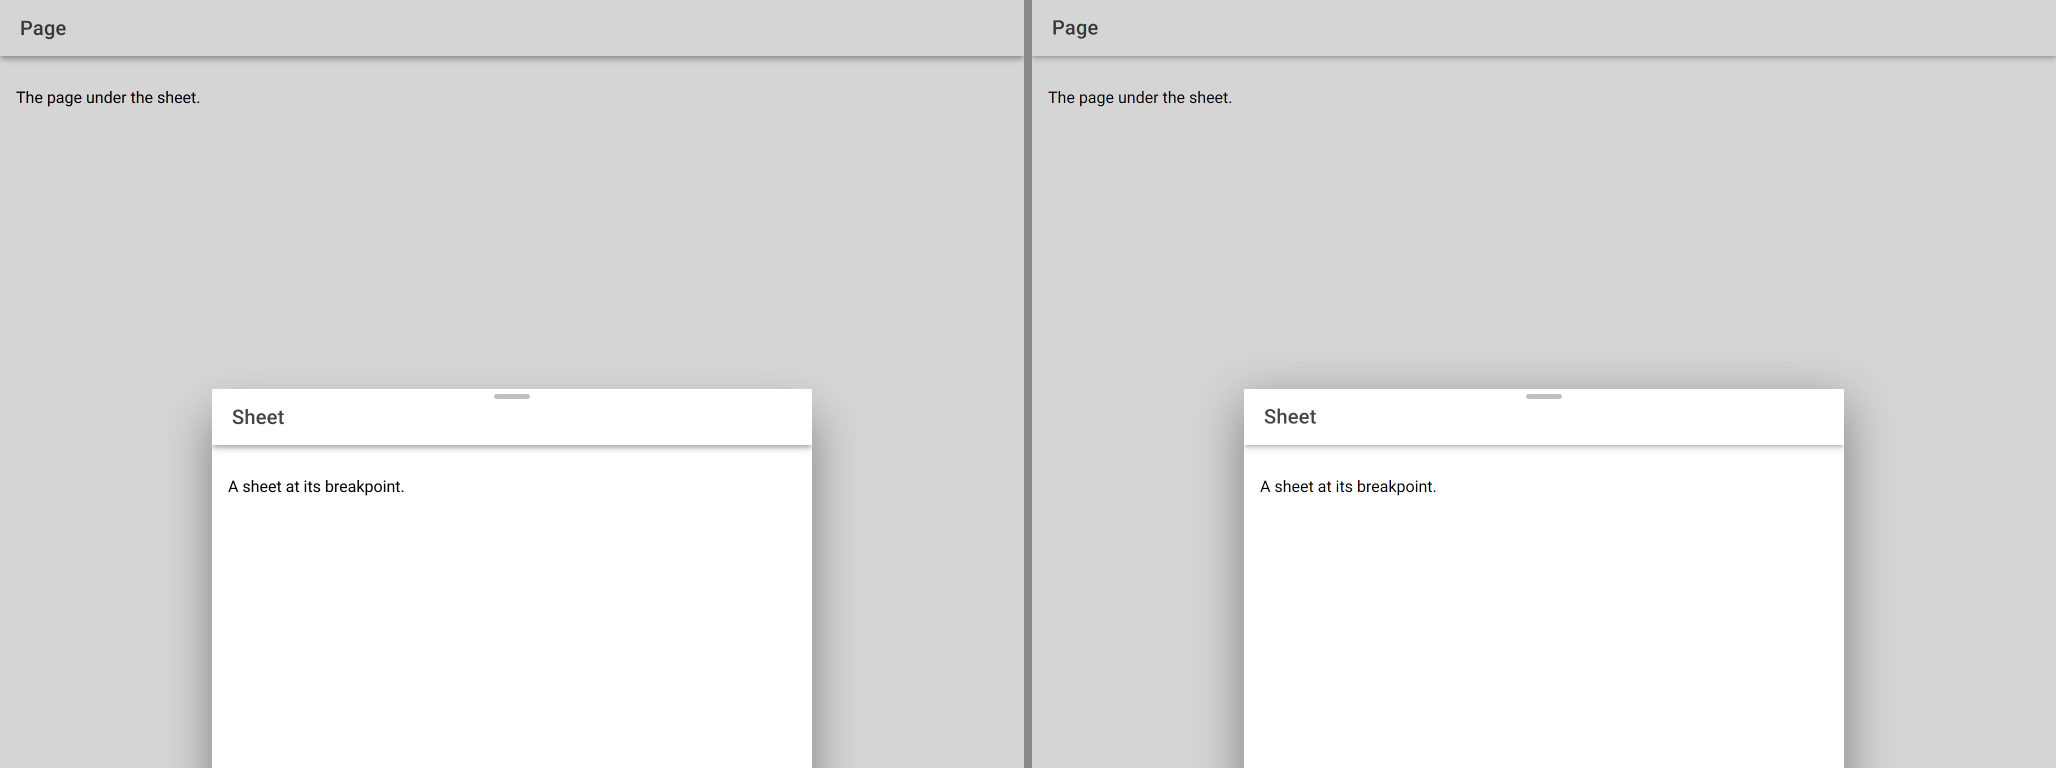 Page
The page under the sheet.
Sheet
A sheet at its breakpoint.
Page
The page under the sheet.
Sheet
A sheet at its breakpoint.